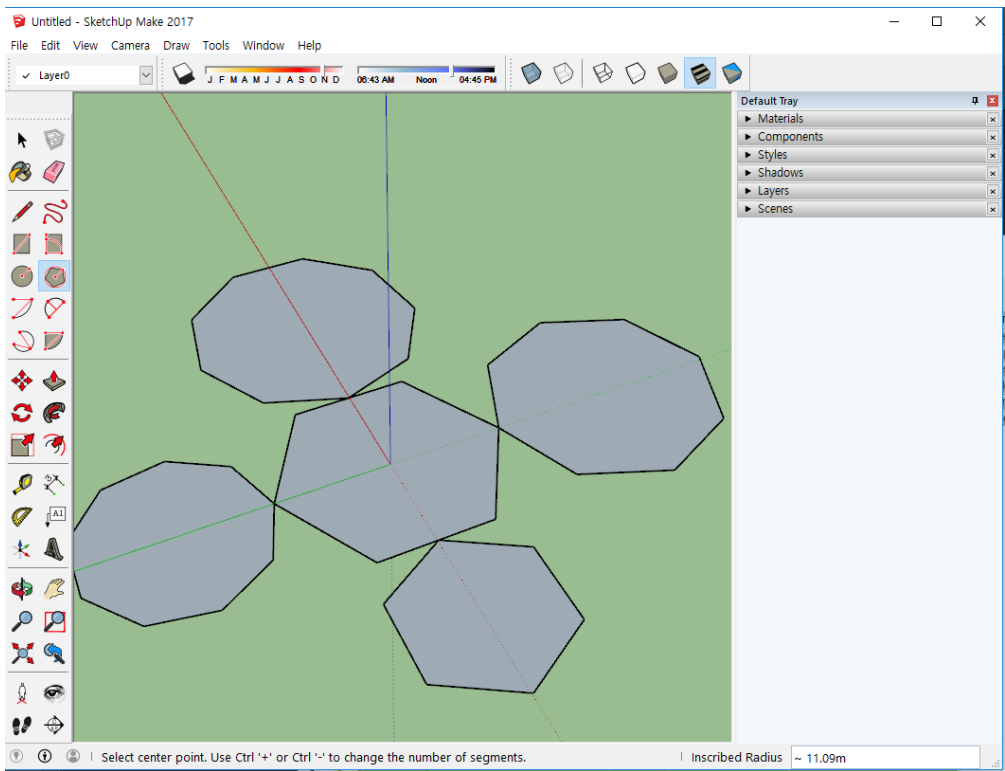 Untitled - SketchUp Make 2017
File Edit View Camera Draw Tools Window Help
Layer0
J F M A M J J A S O N D
06:43 AM Noon 04:45 PM
Default Tray
Materials
Components
Styles
Shadows
Layers
Scenes
A1
Select center point. Use Ctrl '+' or Ctrl '-' to change the number of segments.
Inscribed Radius ~ 11.09m